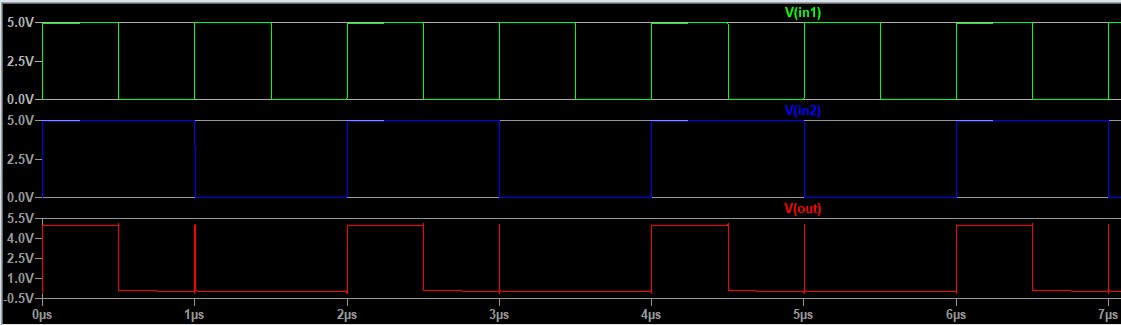 V(in1)
5.0V
2.5V
0.0V
V(in2)
5.0V
2.5V
0.0V
V(out)
5.5V
4.0V
2.5V
1.0V
-0.5V
0µs 1µs 2µs 3µs 4µs 5µs 6µs 7µs